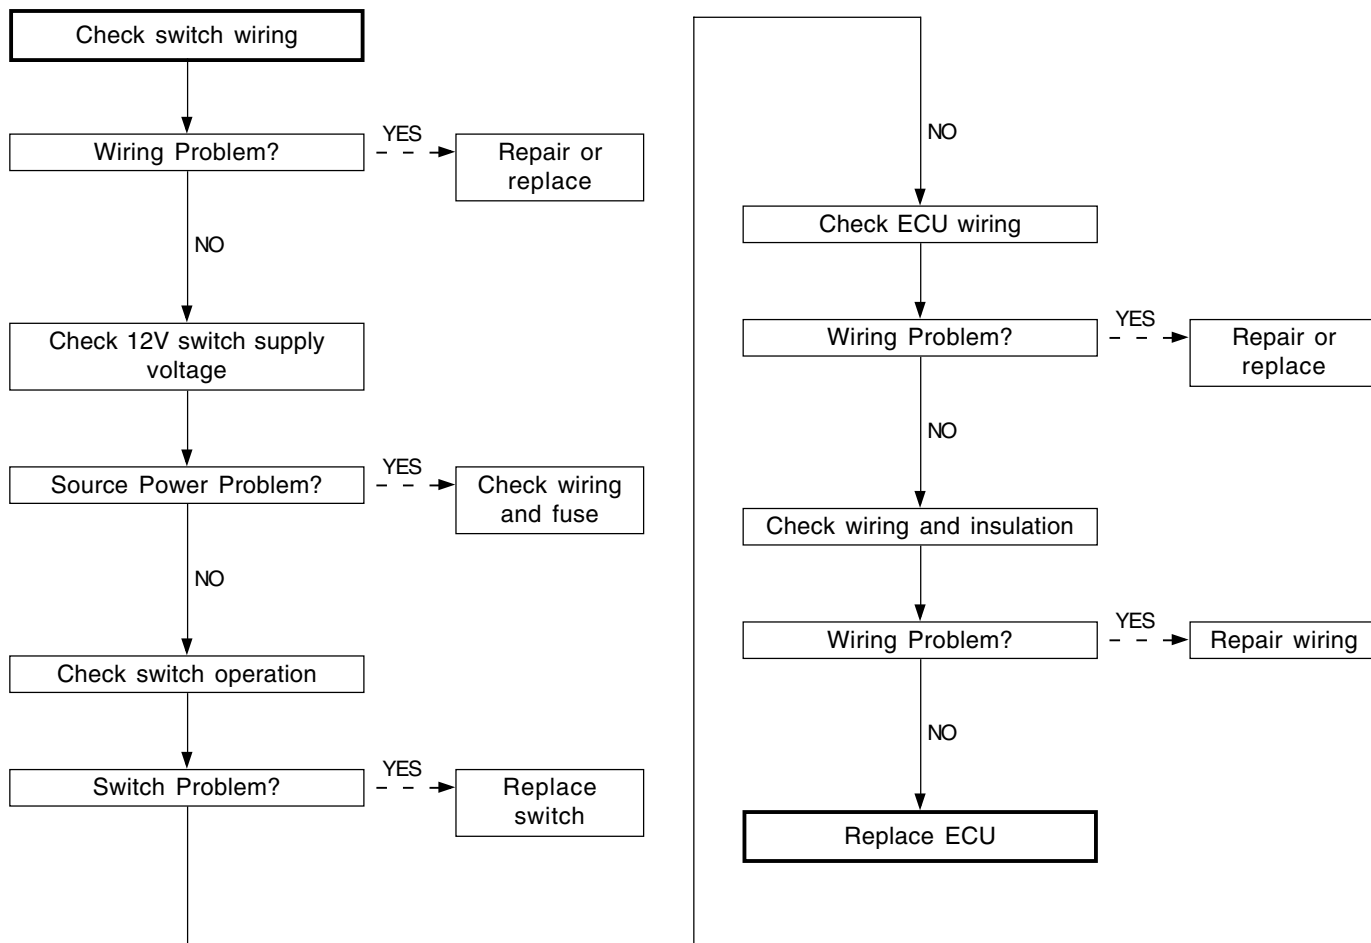 Check switch wiring
Wiring Problem?
YES
Repair or
replace
NO
Check 12V switch supply
voltage
Source Power Problem?
YES
Check wiring
and fuse
NO
Check switch operation
Switch Problem?
YES
Replace
switch
NO
Check ECU wiring
Wiring Problem?
YES
Repair or
replace
NO
Check wiring and insulation
Wiring Problem?
YES
Repair wiring
NO
Replace ECU